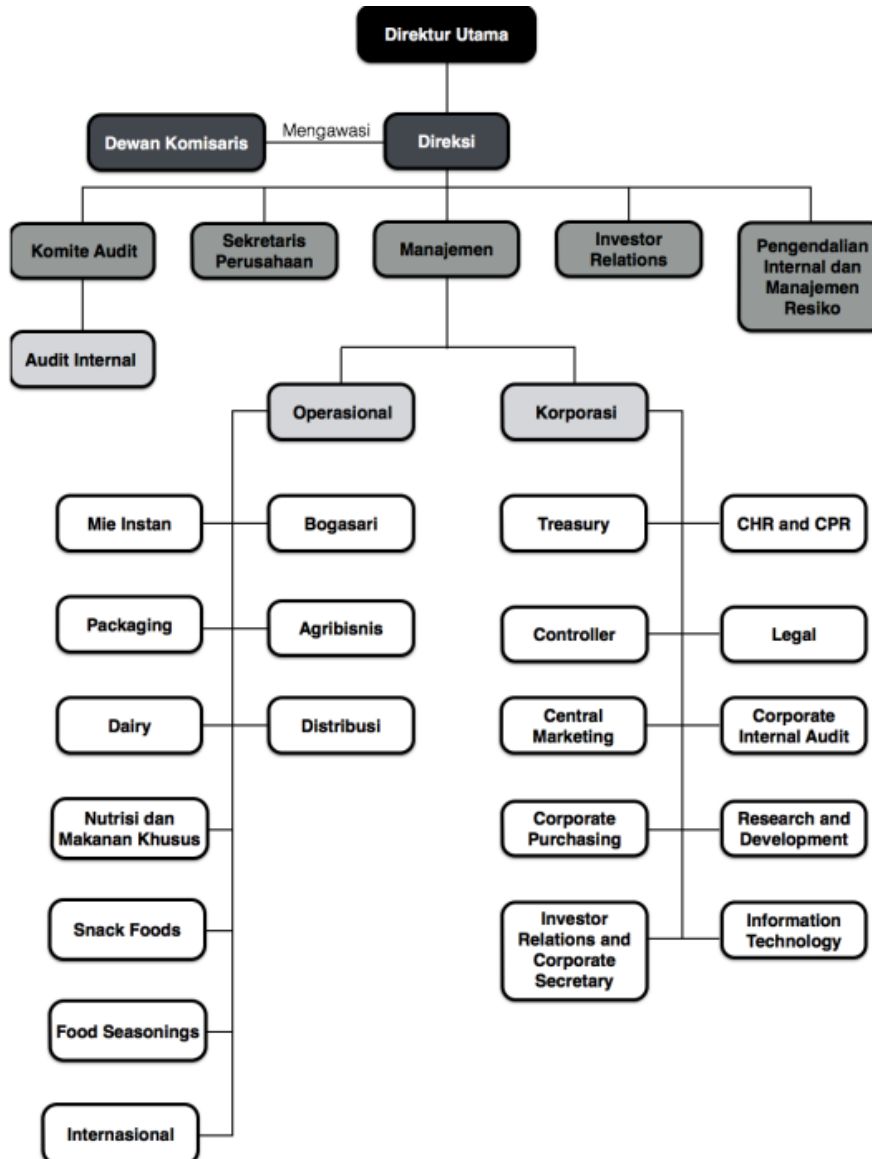 Direktur Utama
Mengawasi
Dewan Komisaris
Direksi
Komite Audit
Sekretaris
Perusahaan
Manajemen
Investor
Relations
Pengendalian
Internal dan
Manajemen
Resiko
Audit Internal
Operasional
Korporasi
Mie Instan
Bogasari
Treasury
CHR and CPR
Packaging
Agribisnis
Controller
Legal
Dairy
Distribusi
Central
Marketing
Corporate
Internal Audit
Nutrisi dan
Makanan Khusus
Corporate
Purchasing
Research and
Development
Snack Foods
Investor
Relations and
Corporate
Secretary
Information
Technology
Food Seasonings
Internasional